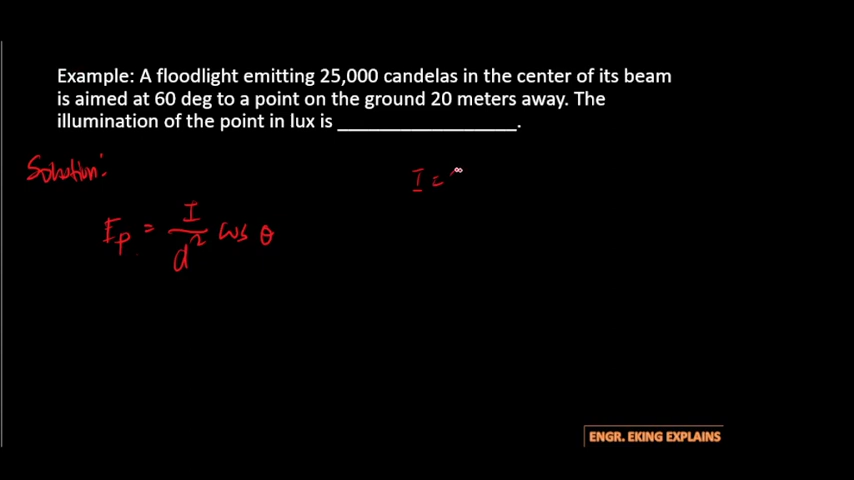 Example: A floodlight emitting 25,000 candelas in the center of its beam
is aimed at 60 deg to a point on the ground 20 meters away. The
illumination of the point in lux is __________________.
Solution:
I =
Ep = I/d² cos θ
ENGR. EKING EXPLAINS